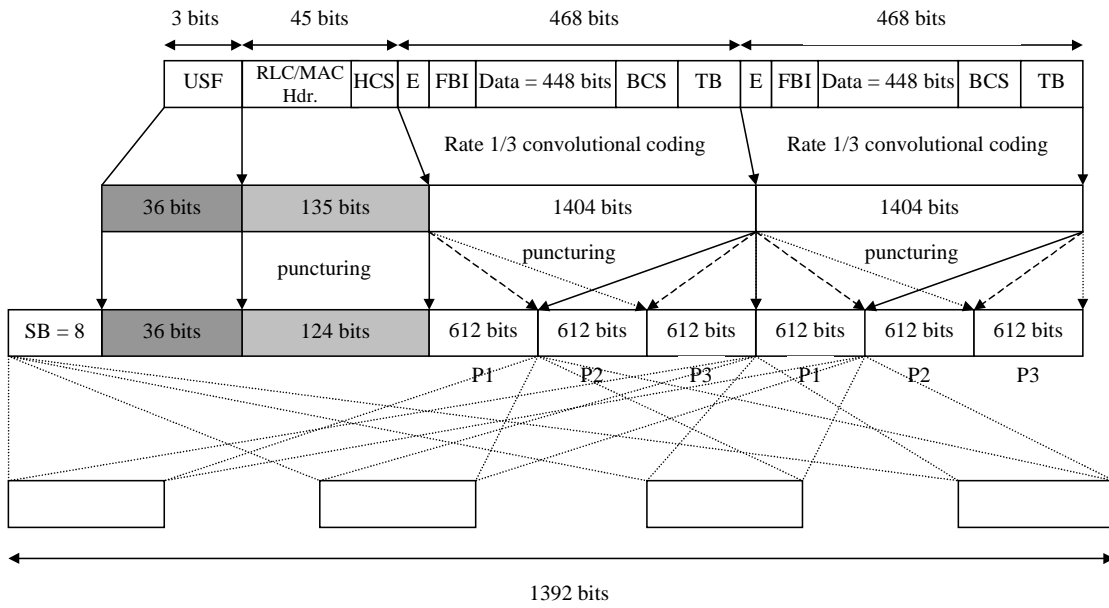 3 bits 45 bits 468 bits 468 bits
USF RLC/MAC Hdr. HCS E FBI Data = 448 bits BCS TB E FBI Data = 448 bits BCS TB
Rate 1/3 convolutional coding Rate 1/3 convolutional coding
36 bits 135 bits 1404 bits 1404 bits
puncturing puncturing puncturing
SB = 8 36 bits 124 bits 612 bits 612 bits 612 bits 612 bits 612 bits 612 bits
P1 P2 P3 P1 P2 P3
1392 bits